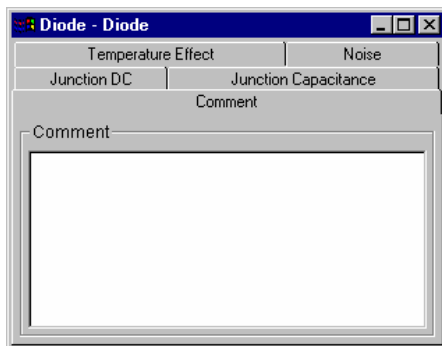 Diode - Diode
Temperature Effect Noise
Junction DC Junction Capacitance
Comment
Comment